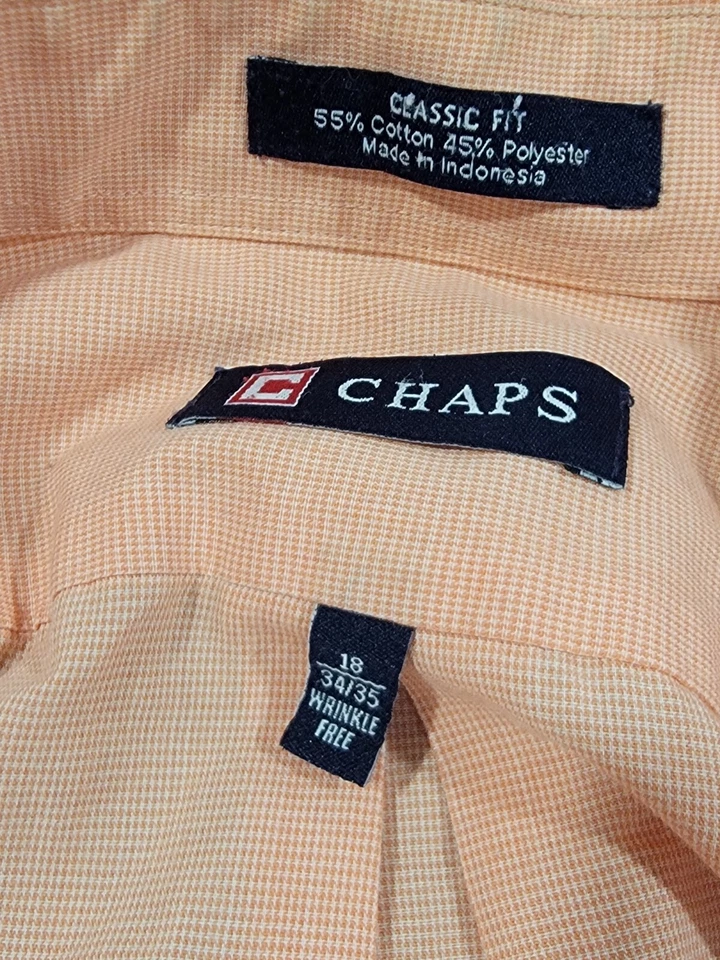 CLASSIC FIT
55% Cotton 45% Polyester
Made in Indonesia
C CHAPS
18
34/35
WRINKLE
FREE